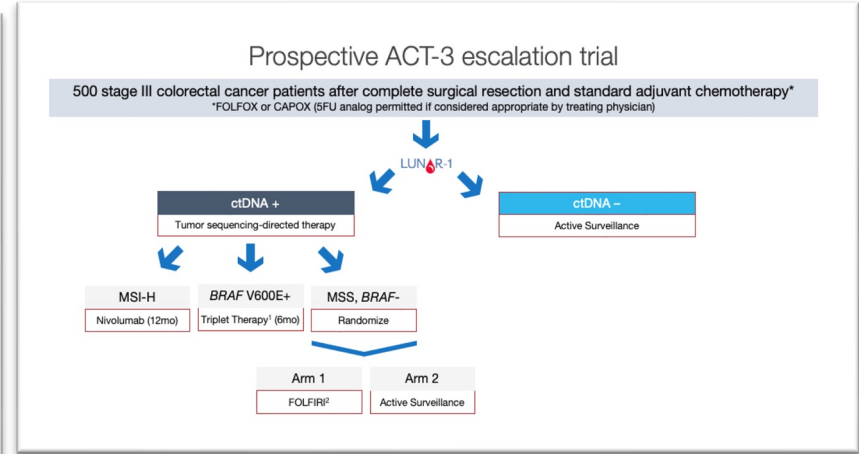 Prospective ACT-3 escalation trial
500 stage III colorectal cancer patients after complete surgical resection and standard adjuvant chemotherapy*
*FOLFOX or CAPOX (5FU analog permitted if considered appropriate by treating physician)
LUNAR-1
ctDNA +
Tumor sequencing-directed therapy
ctDNA –
Active Surveillance
MSI-H
Nivolumab (12mo)
BRAF V600E+
Triplet Therapy¹ (6mo)
MSS, BRAF-
Randomize
Arm 1
FOLFIRI²
Arm 2
Active Surveillance